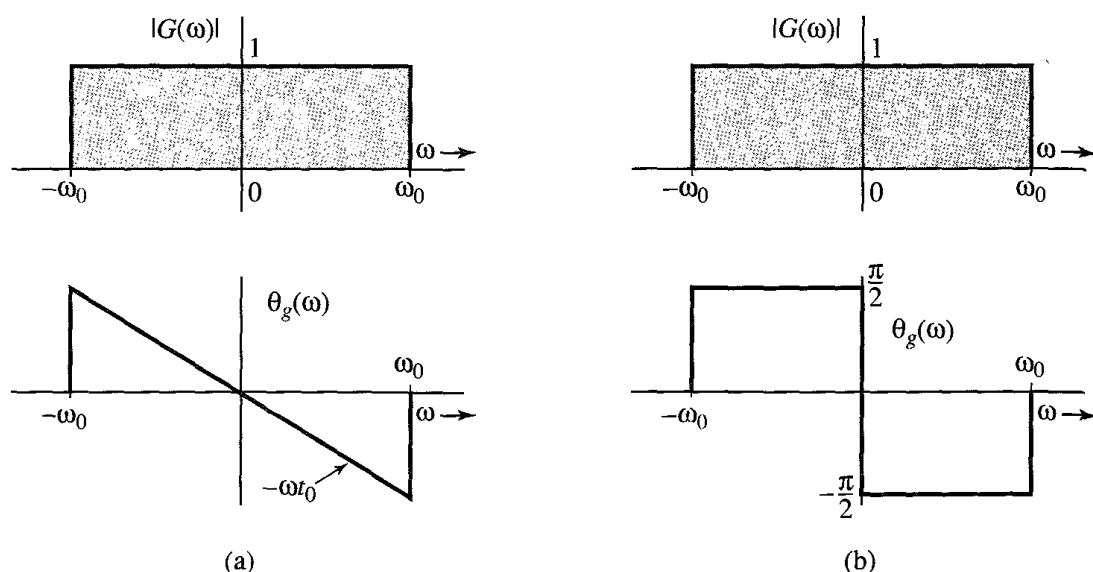 |G(ω)|
1
ω
−ω₀
0
ω₀
θg(ω)
ω₀
−ω₀
ω
−ωt₀
(a)
|G(ω)|
1
ω
−ω₀
0
ω₀
π/2
θg(ω)
ω₀
−ω₀
ω
−π/2
(b)